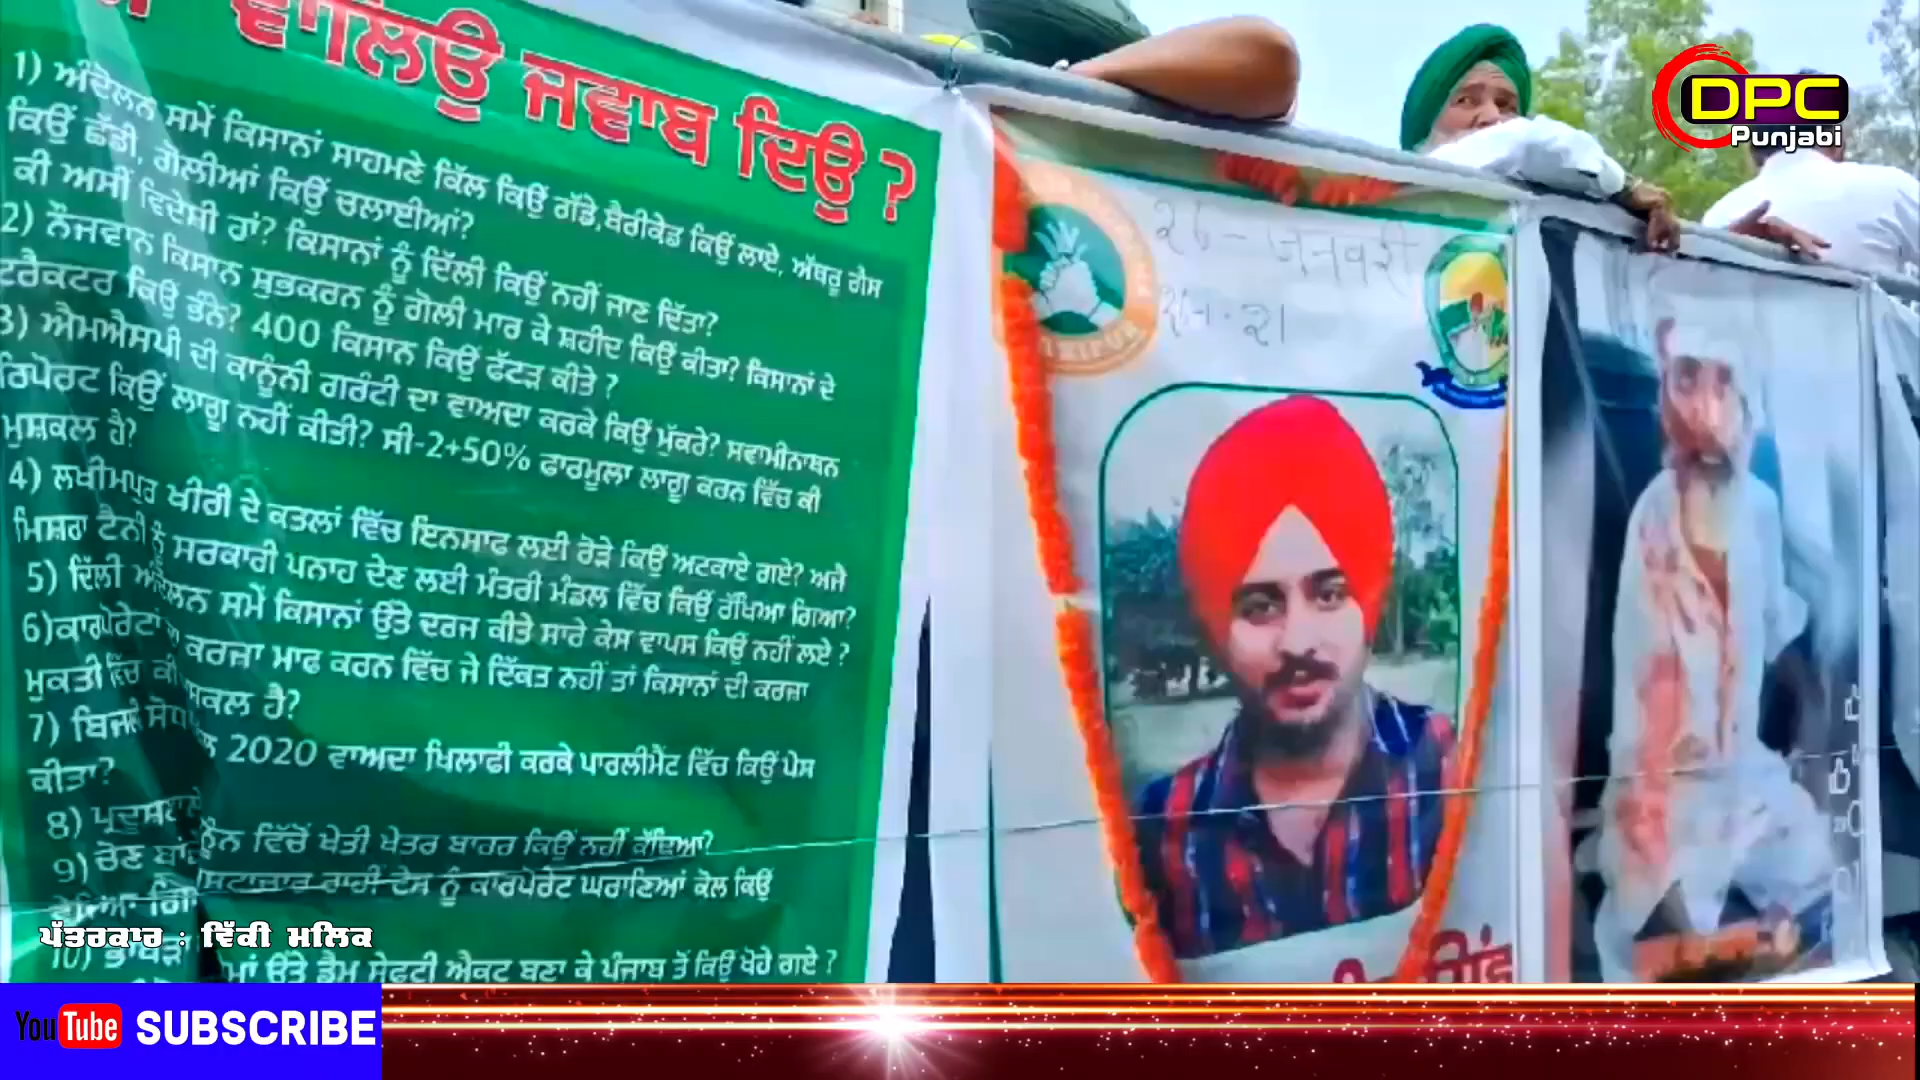 ਵਾਲਿਓ ਜਵਾਬ ਦਿਓ ?
1) ਅੰਦੋਲਨ ਸਮੇਂ ਕਿਸਾਨਾਂ ਸਾਹਮਣੇ ਕਿੱਲ ਕਿਉਂ ਗੱਡੇ,ਬੈਰੀਕੇਡ ਕਿਉਂ ਲਾਏ, ਅੱਥਰੂ ਗੈਸ
ਕਿਉਂ ਛੱਡੀ, ਗੋਲੀਆਂ ਕਿਉਂ ਚਲਾਈਆਂ?
ਕੀ ਅਸੀਂ ਵਿਦੇਸ਼ੀ ਹਾਂ? ਕਿਸਾਨਾਂ ਨੂੰ ਦਿੱਲੀ ਕਿਉਂ ਨਹੀਂ ਜਾਣ ਦਿੱਤਾ?
2) ਨੌਜਵਾਨ ਕਿਸਾਨ ਸ਼ੁਭਕਰਨ ਨੂੰ ਗੋਲੀ ਮਾਰ ਕੇ ਸ਼ਹੀਦ ਕਿਉਂ ਕੀਤਾ? ਕਿਸਾਨਾਂ ਦੇ
ਟਰੈਕਟਰ ਕਿਉਂ ਭੰਨੇ? 400 ਕਿਸਾਨ ਕਿਉਂ ਫੱਟੜ ਕੀਤੇ ?
3) ਐਮਐਸਪੀ ਦੀ ਕਾਨੂੰਨੀ ਗਰੰਟੀ ਦਾ ਵਾਅਦਾ ਕਰਕੇ ਕਿਉਂ ਮੁੱਕਰੇ? ਸਵਾਮੀਨਾਥਨ
ਰਿਪੋਰਟ ਕਿਉਂ ਲਾਗੂ ਨਹੀਂ ਕੀਤੀ? ਸੀ-2+50% ਫਾਰਮੂਲਾ ਲਾਗੂ ਕਰਨ ਵਿੱਚ ਕੀ
ਮੁਸ਼ਕਲ ਹੈ?
4) ਲਖੀਮਪੁਰ ਖੀਰੀ ਦੇ ਕਤਲਾਂ ਵਿੱਚ ਇਨਸਾਫ ਲਈ ਰੋੜੇ ਕਿਉਂ ਅਟਕਾਏ ਗਏ? ਅਜੈ
ਮਿਸ਼ਰਾ ਟੈਨੀ ਨੂੰ ਸਰਕਾਰੀ ਪਨਾਹ ਦੇਣ ਲਈ ਮੰਤਰੀ ਮੰਡਲ ਵਿੱਚ ਕਿਉਂ ਰੱਖਿਆ ਗਿਆ?
5) ਦਿੱਲੀ ਅੰਦੋਲਨ ਸਮੇਂ ਕਿਸਾਨਾਂ ਉੱਤੇ ਦਰਜ ਕੀਤੇ ਸਾਰੇ ਕੇਸ ਵਾਪਸ ਕਿਉਂ ਨਹੀਂ ਲਏ ?
6)ਕਾਰਪੋਰੇਟਾਂ ਕਰਜ਼ਾ ਮਾਫ ਕਰਨ ਵਿੱਚ ਜੇ ਦਿੱਕਤ ਨਹੀਂ ਤਾਂ ਕਿਸਾਨਾਂ ਦੀ ਕਰਜ਼ਾ
ਮੁਕਤੀ ਵਿੱਚ ਕੀ ਹੈ?
7) 2020 ਵਾਅਦਾ ਖਿਲਾਫੀ ਕਰਕੇ ਪਾਰਲੀਮੈਂਟ ਵਿੱਚ ਕਿਉਂ ਪੇਸ਼
ਕੀਤਾ?
8) ਵਿੱਚੋਂ ਖੇਤੀ ਖੇਤਰ ਬਾਹਰ ਕਿਉਂ ਨਹੀਂ ਕੱਢਿਆ?
9) ਚੋਣ ਰਾਹੀਂ ਦੇਸ਼ ਨੂੰ ਕਾਰਪੋਰੇਟ ਘਰਾਣਿਆਂ ਕੋਲ ਕਿਉਂ
10) ਭਾਖੜਾ ਉੱਤੇ ਡੈਮ ਸੇਫਟੀ ਐਕਟ ਬਣਾ ਕੇ ਪੰਜਾਬ ਤੋਂ ਕਿਉਂ ਖੋਹੇ ਗਏ ?
26 - ਜਨਵਰੀ
DPC
Punjabi
ਪੱਤਰਕਾਰ : ਵਿੱਕੀ ਮਲਿਕ
YouTube SUBSCRIBE